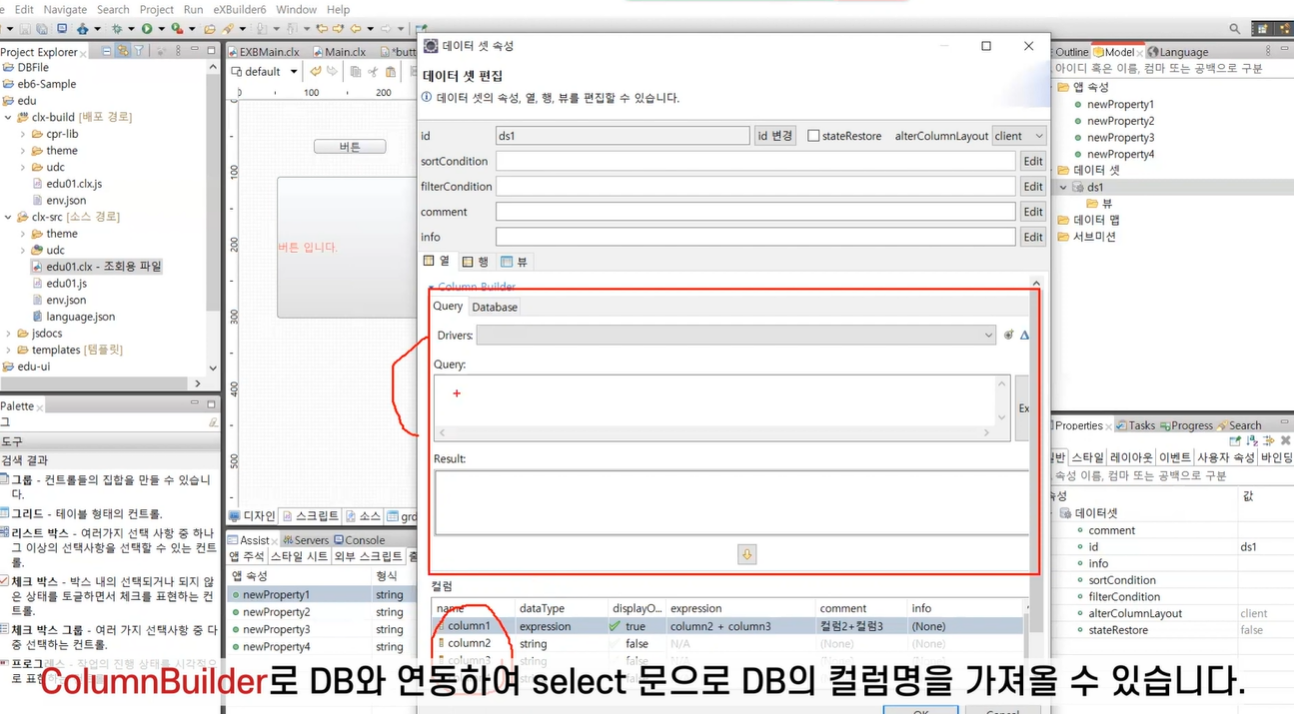 Edit Navigate Search Project Run eXBuilder6 Window Help
Project Explorer
DBFile
eb6-Sample
edu
clx-build [배포 경로]
cpr-lib
theme
udc
edu01.clx.js
env.json
clx-src [소스 경로]
theme
udc
edu01.clx - 조회용 파일
edu01.js
env.json
language.json
jsdocs
templates [템플릿]
edu-ui
Palette
그
도구
검색 결과
그룹 - 컨트롤들의 집합을 만들 수 있습니
다.
그리드 - 테이블 형태의 컨트롤.
리스트 박스 - 여러가지 선택 사항 중 하나
그 이상의 선택사항을 선택할 수 있는 컨트
롤.
체크 박스 - 박스 내의 선택되거나 되지 않
은 상태를 토글하면서 체크를 표현하는 컨
트롤.
체크 박스 그룹 - 여러 가지 선택사항 중 다
중 선택하는 컨트롤.
프로그레스 - 작업의 진행 상태를 시각적으
EXBMain.clx Main.clx
default
0 100 200
0
100
200
300
400
500
버튼
버튼 입니다.
디자인 스크립트 소스
Assist Servers Console
앱 주석 스타일 시트 외부 스크립트
앱 속성 형식
newProperty1 string
newProperty2 string
newProperty3 string
newProperty4 string
데이터 셋 속성
데이터 셋 편집
데이터 셋의 속성, 열, 행, 뷰를 편집할 수 있습니다.
id ds1 id 변경 stateRestore alterColumnLayout client
sortCondition Edit
filterCondition Edit
comment Edit
info Edit
열 행 뷰
Column Builder
Query Database
Drivers:
Query:
Ex
Result:
컬럼
name dataType displayO... expression comment info
column1 expression true column2 + column3 컬럼2+컬럼3 (None)
column2 string false N/A (None) (None)
column3 string false N/A (None) (None)
OK Cancel
Outline Model Language
아이디 혹은 이름, 컴마 또는 공백으로 구분
앱 속성
newProperty1
newProperty2
newProperty3
newProperty4
데이터 셋
ds1
뷰
데이터 맵
서브미션
Properties Tasks Progress Search
일반 스타일 레이아웃 이벤트 사용자 속성 바인딩
속성 이름, 컴마 또는 공백으로 구분
속성 값
데이터셋
comment
id ds1
info
sortCondition
filterCondition
alterColumnLayout client
stateRestore false
ColumnBuilder로 DB와 연동하여 select 문으로 DB의 컬럼명을 가져올 수 있습니다.